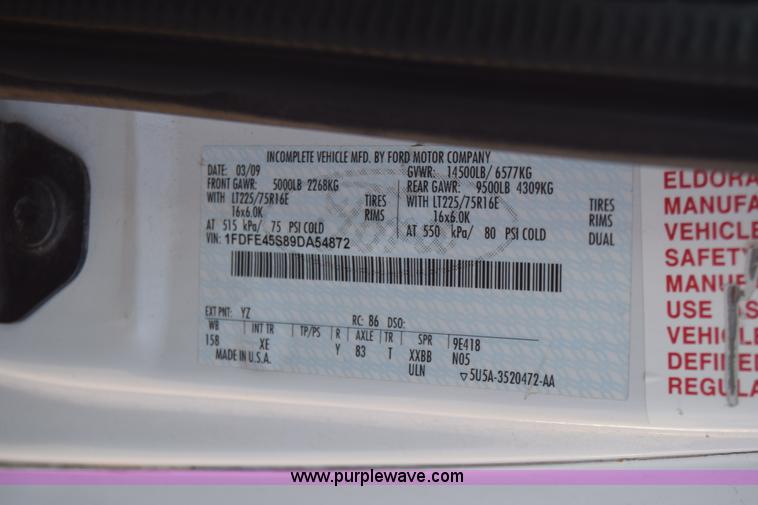 INCOMPLETE VEHICLE MFD. BY FORD MOTOR COMPANY
DATE: 03/09 GVWR: 14500LB/ 6577KG
FRONT GAWR: 5000LB 2268KG REAR GAWR: 9500LB 4309KG
WITH LT225/75R16E TIRES WITH LT225/75R16E TIRES
16x6.0K RIMS 16x6.0K RIMS
AT 515 kPa/ 75 PSI COLD AT 550 kPa/ 80 PSI COLD DUAL
VIN: 1FDFE45S89DA54872
EXT PNT: YZ RC: 86 DSO:
WB INT TR TP/PS R AXLE TR SPR 9E418
158 XE Y 83 T XXBB N05
MADE IN U.S.A. ULN ▽5U5A-3520472-AA
ELDORA
MANUFA
VEHICLE
SAFETY
MANUF
USE AS
VEHI LE
DEFINE
REGULA
www.purplewave.com